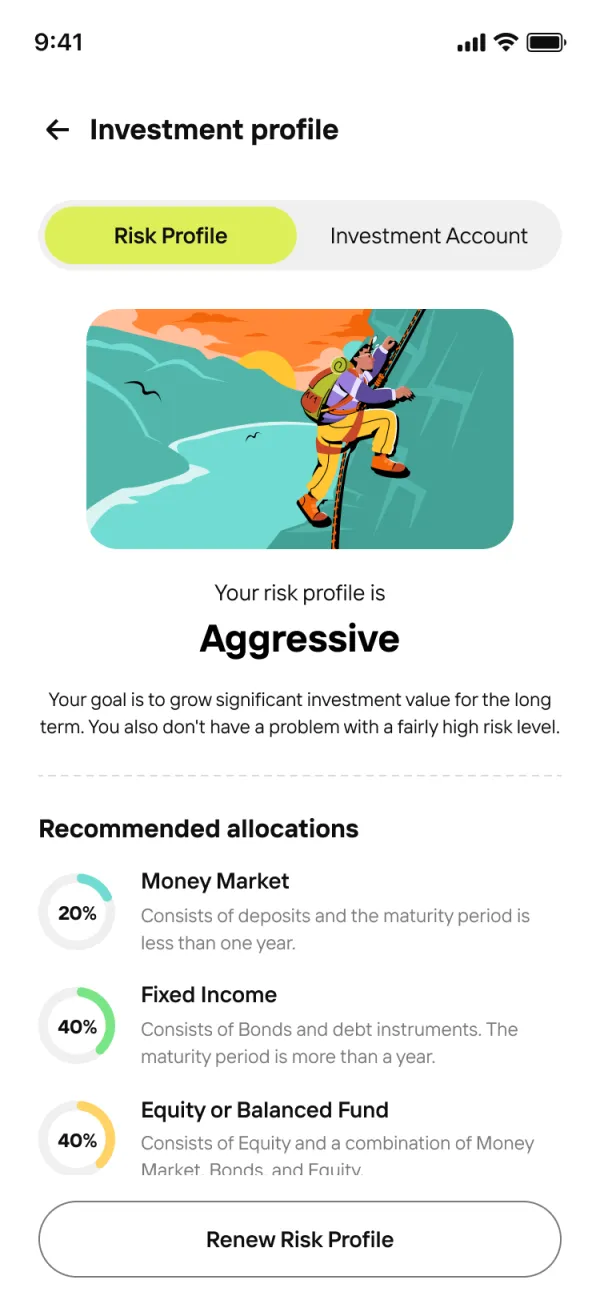 9:41
Investment profile
Risk Profile
Investment Account
Your risk profile is
Aggressive
Your goal is to grow significant investment value for the long
term. You also don't have a problem with a fairly high risk level.
Recommended allocations
20%
Money Market
Consists of deposits and the maturity period is
less than one year.
40%
Fixed Income
Consists of Bonds and debt instruments. The
maturity period is more than a year.
40%
Equity or Balanced Fund
Consists of Equity and a combination of Money
Market, Bonds, and Equity.
Renew Risk Profile